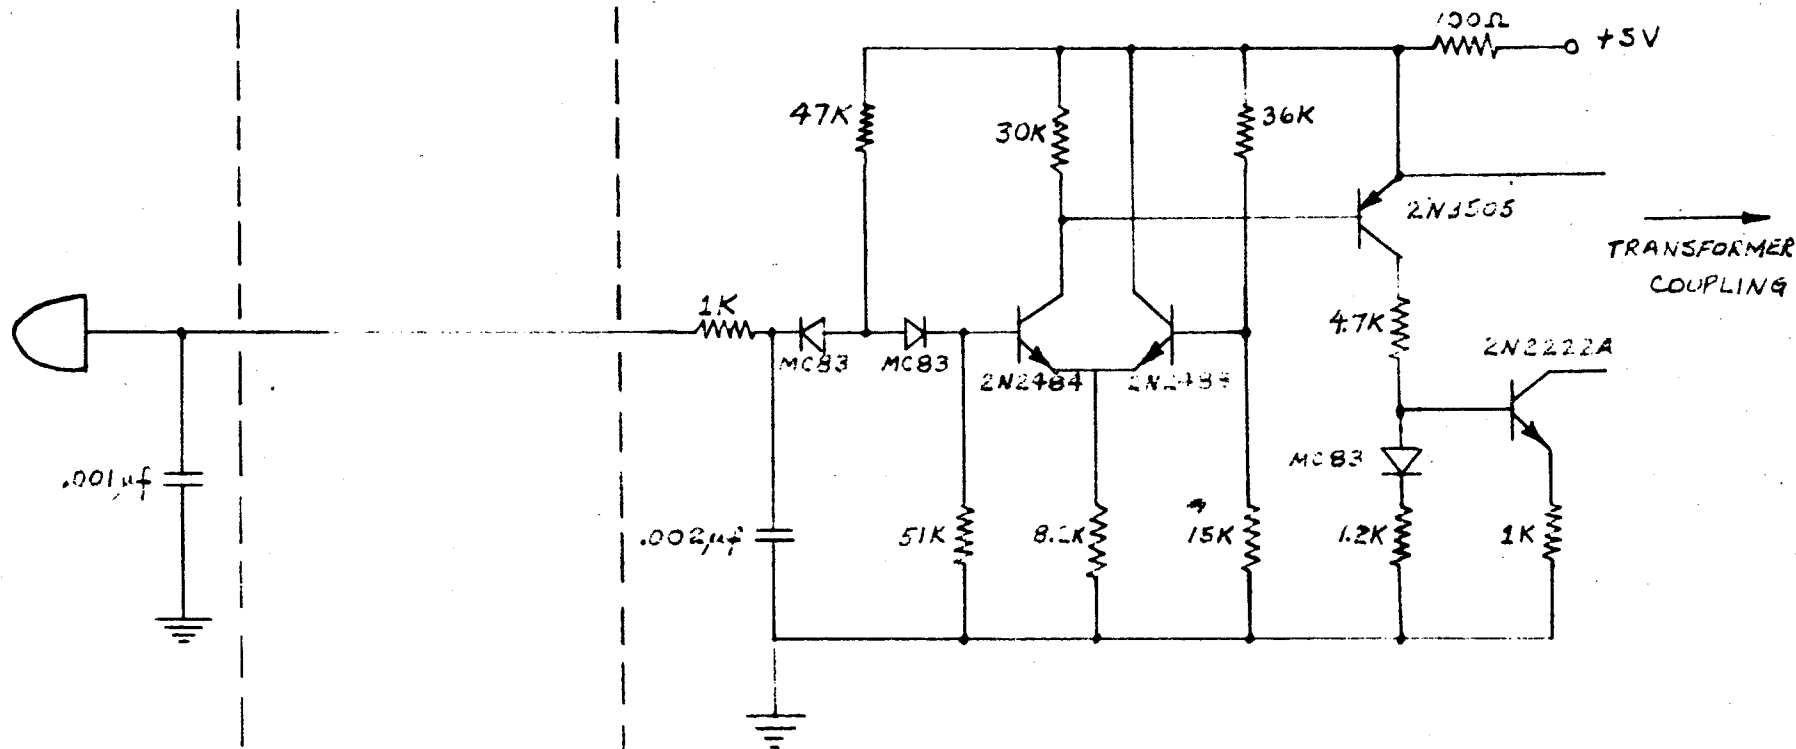 100Ω
+5V
47K
30K
36K
2N3505
TRANSFORMER
COUPLING
1K
MC83
MC83
2N2484
4.7K
2N2222A
.001μf
MC83
.002μf
51K
15K
1.2K
1K